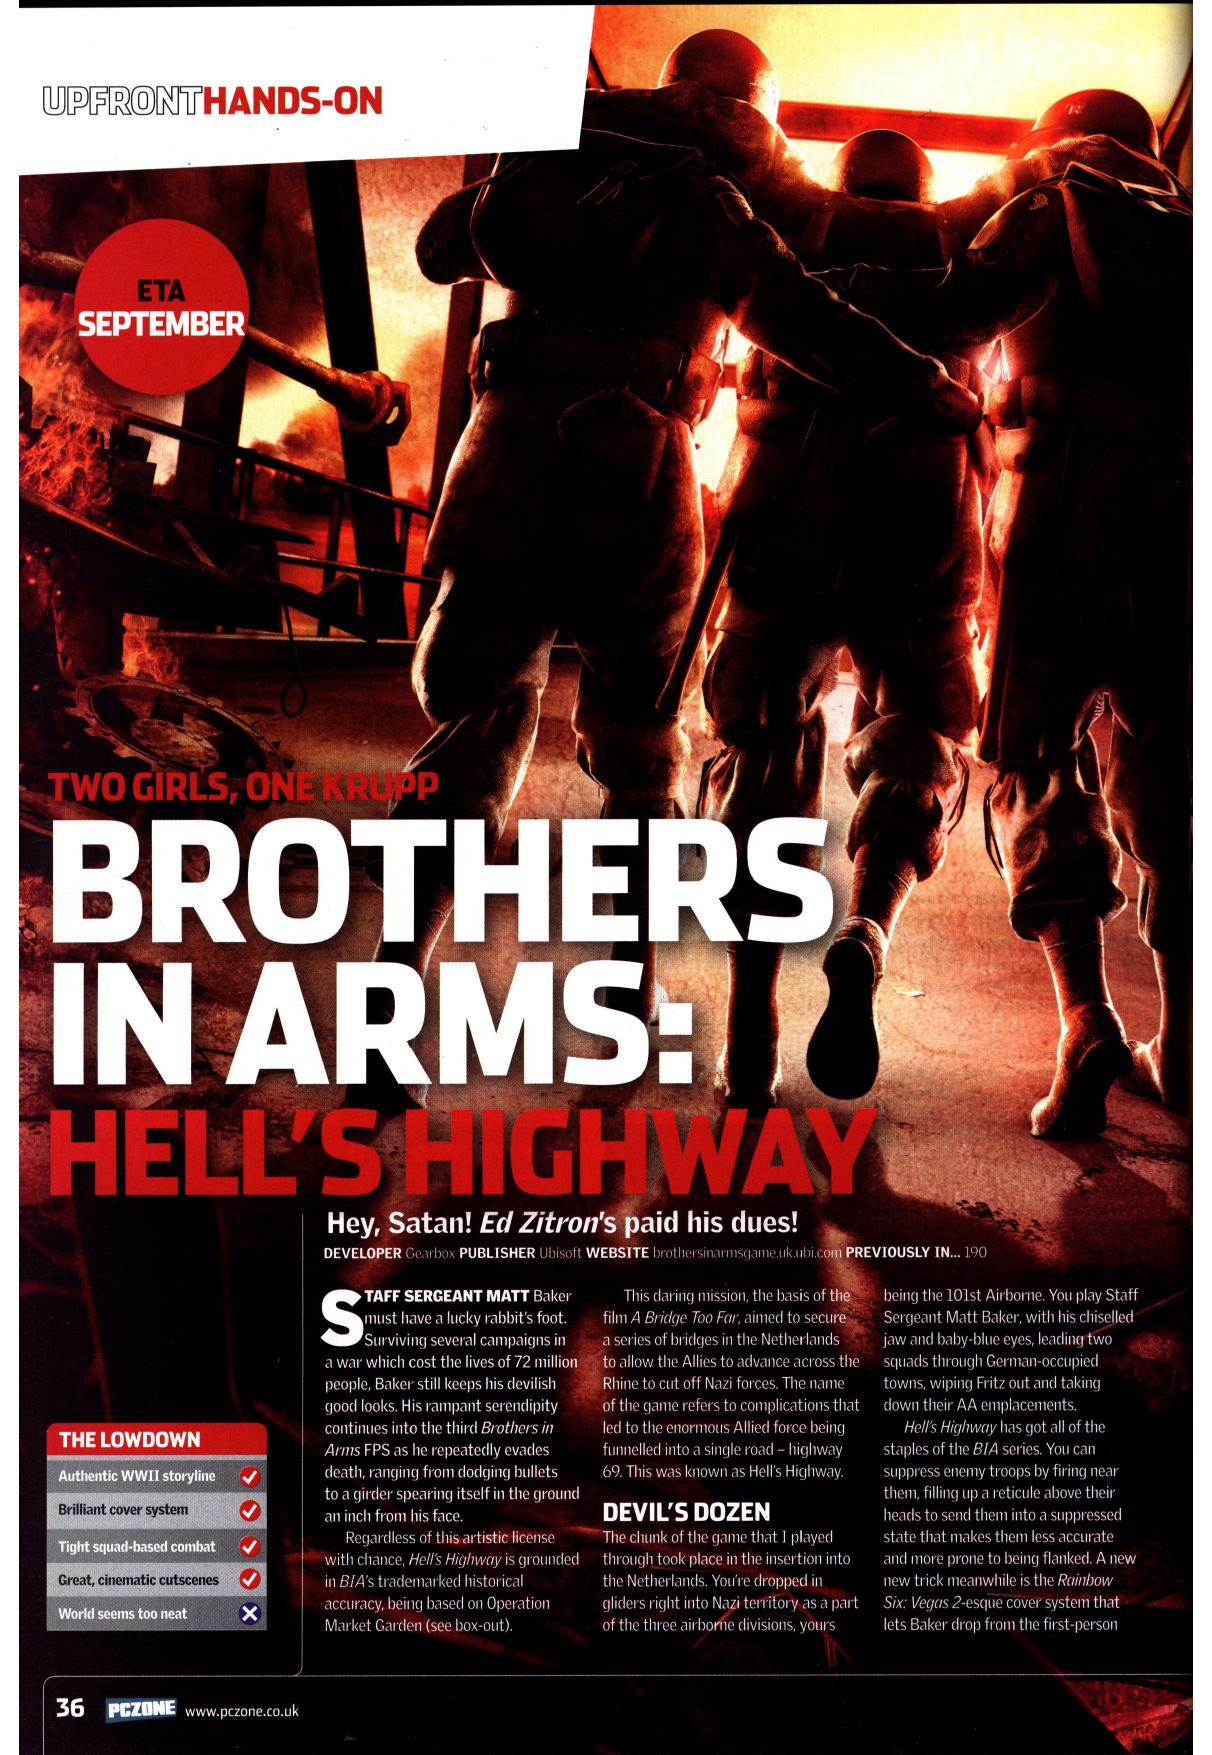 UPFRONTHANDS-ON
ETA
SEPTEMBER
TWO GIRLS, ONE KRUPP
BROTHERS
IN ARMS:
HELL'S HIGHWAY
Hey, Satan! Ed Zitron's paid his dues!
DEVELOPER Gearbox PUBLISHER Ubisoft WEBSITE brothersinarmsgame.uk.ubi.com PREVIOUSLY IN... 190
STAFF SERGEANT MATT Baker
must have a lucky rabbit's foot.
Surviving several campaigns in
a war which cost the lives of 72 million
people, Baker still keeps his devilish
good looks. His rampant serendipity
continues into the third Brothers in
Arms FPS as he repeatedly evades
death, ranging from dodging bullets
to a girder spearing itself in the ground
an inch from his face.
Regardless of this artistic license
with chance, Hell's Highway is grounded
in BIA's trademarked historical
accuracy, being based on Operation
Market Garden (see box-out).
This daring mission, the basis of the
film A Bridge Too Far, aimed to secure
a series of bridges in the Netherlands
to allow the Allies to advance across the
Rhine to cut off Nazi forces. The name
of the game refers to complications that
led to the enormous Allied force being
funnelled into a single road – highway
69. This was known as Hell's Highway.
DEVIL'S DOZEN
The chunk of the game that I played
through took place in the insertion into
the Netherlands. You're dropped in
gliders right into Nazi territory as a part
of the three airborne divisions, yours
being the 101st Airborne. You play Staff
Sergeant Matt Baker, with his chiselled
jaw and baby-blue eyes, leading two
squads through German-occupied
towns, wiping Fritz out and taking
down their AA emplacements.
Hell's Highway has got all of the
staples of the BIA series. You can
suppress enemy troops by firing near
them, filling up a reticule above their
heads to send them into a suppressed
state that makes them less accurate
and more prone to being flanked. A new
new trick meanwhile is the Rainbow
Six: Vegas 2-esque cover system that
lets Baker drop from the first-person
THE LOWDOWN
Authentic WWII storyline
Brilliant cover system
Tight squad-based combat
Great, cinematic cutscenes
World seems too neat
36 PCZONE www.pczone.co.uk